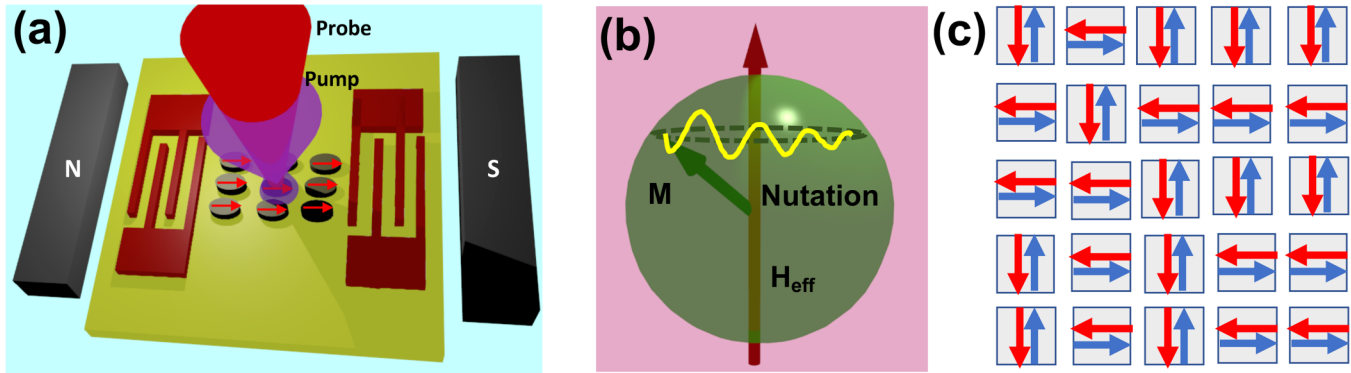 (a)
Probe
Pump
N
S
(b)
M
Nutation
Heff
(c)